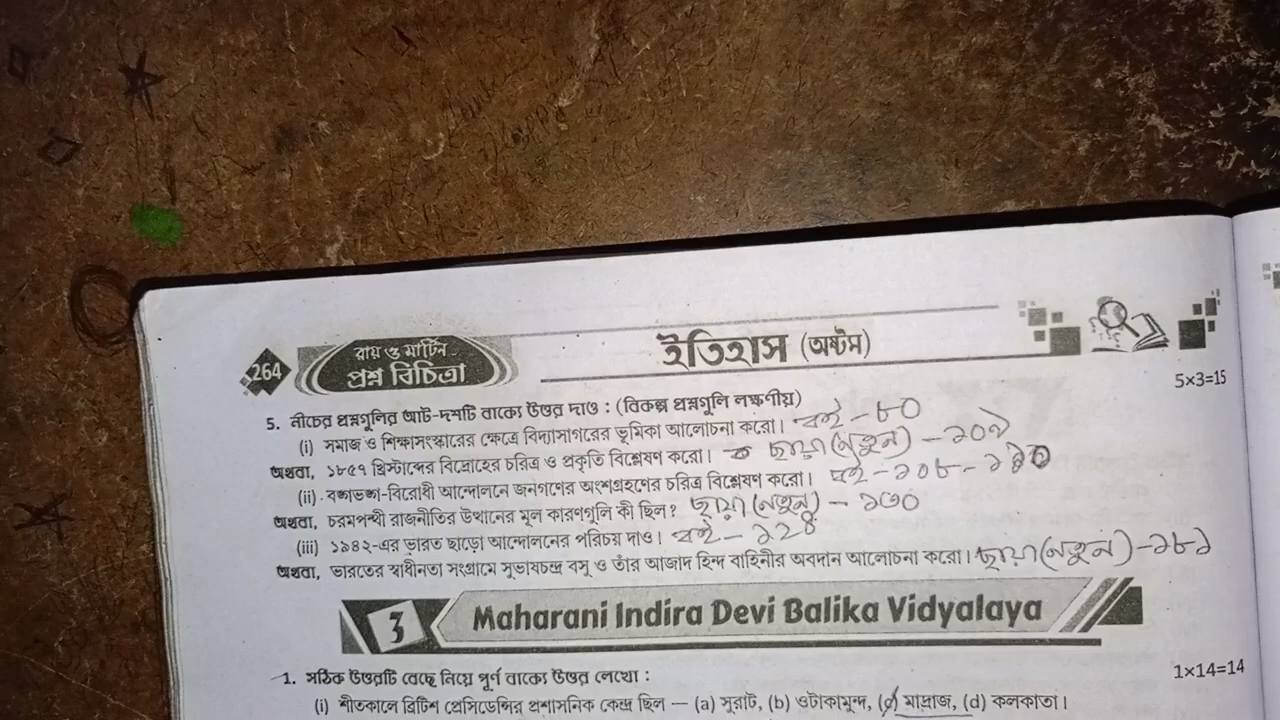 264 রায় ও মার্টিন প্রশ্ন বিচিত্রা ইতিহাস (অষ্টম)
5. নীচের প্রশ্নগুলির আট-দশটি বাক্যে উত্তর দাও : (বিকল্প প্রশ্নগুলি লক্ষণীয়) 5×3=15
(i) সমাজ ও শিক্ষাসংস্কারের ক্ষেত্রে বিদ্যাসাগরের ভূমিকা আলোচনা করো। বই - ৮০
অথবা, ১৮৫৭ খ্রিস্টাব্দের বিদ্রোহের চরিত্র ও প্রকৃতি বিশ্লেষণ করো। ছায়া (নতুন) - ১০৯
(ii) বঙ্গভঙ্গ-বিরোধী আন্দোলনে জনগণের অংশগ্রহণের চরিত্র বিশ্লেষণ করো। বই - ১০৮ -
অথবা, চরমপন্থী রাজনীতির উত্থানের মূল কারণগুলি কী ছিল? ছায়া (নতুন) - ১৩০
(iii) ১৯৪২-এর ভারত ছাড়ো আন্দোলনের পরিচয় দাও। বই - ১২৪
অথবা, ভারতের স্বাধীনতা সংগ্রামে সুভাষচন্দ্র বসু ও তাঁর আজাদ হিন্দ বাহিনীর অবদান আলোচনা করো। ছায়া (নতুন) - ১৮১
3 Maharani Indira Devi Balika Vidyalaya
1. সঠিক উত্তরটি বেছে নিয়ে পূর্ণ বাক্যে উত্তর লেখো : 1×14=14
(i) শীতকালে ব্রিটিশ প্রেসিডেন্সির প্রশাসনিক কেন্দ্র ছিল — (a) সুরাট, (b) ওটাকামুন্দ, (c) মাদ্রাজ, (d) কলকাতা।